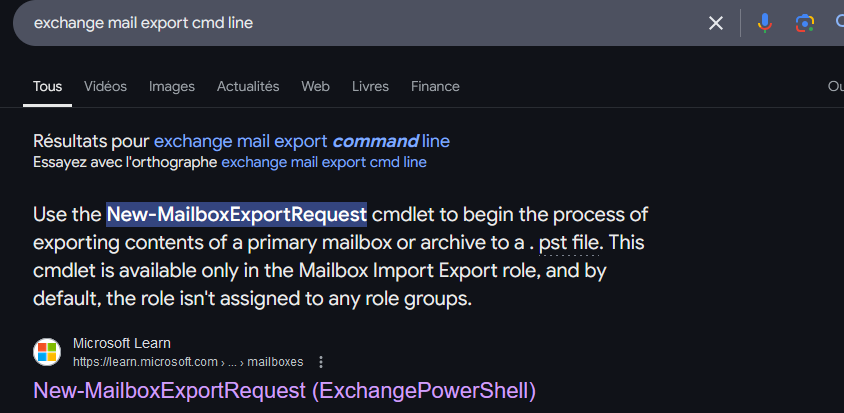 exchange mail export cmd line
Tous Vidéos Images Actualités Web Livres Finance
Résultats pour exchange mail export command line
Essayez avec l'orthographe exchange mail export cmd line
Use the New-MailboxExportRequest cmdlet to begin the process of
exporting contents of a primary mailbox or archive to a . pst file. This
cmdlet is available only in the Mailbox Import Export role, and by
default, the role isn't assigned to any role groups.
Microsoft Learn
https://learn.microsoft.com › ... › mailboxes
New-MailboxExportRequest (ExchangePowerShell)